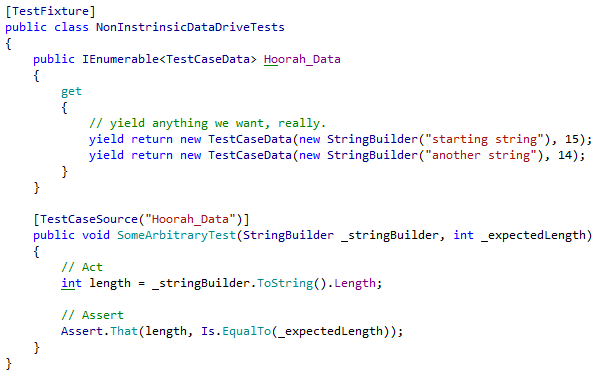 [TestFixture]
public class NonInstrinsicDataDriveTests
{
    public IEnumerable<TestCaseData> Hoorah_Data
    {
        get
        {
            // yield anything we want, really.
            yield return new TestCaseData(new StringBuilder("starting string"), 15);
            yield return new TestCaseData(new StringBuilder("another string"), 14);
        }
    }

    [TestCaseSource("Hoorah_Data")]
    public void SomeArbitraryTest(StringBuilder _stringBuilder, int _expectedLength)
    {
        // Act
        int length = _stringBuilder.ToString().Length;

        // Assert
        Assert.That(length, Is.EqualTo(_expectedLength));
    }
}